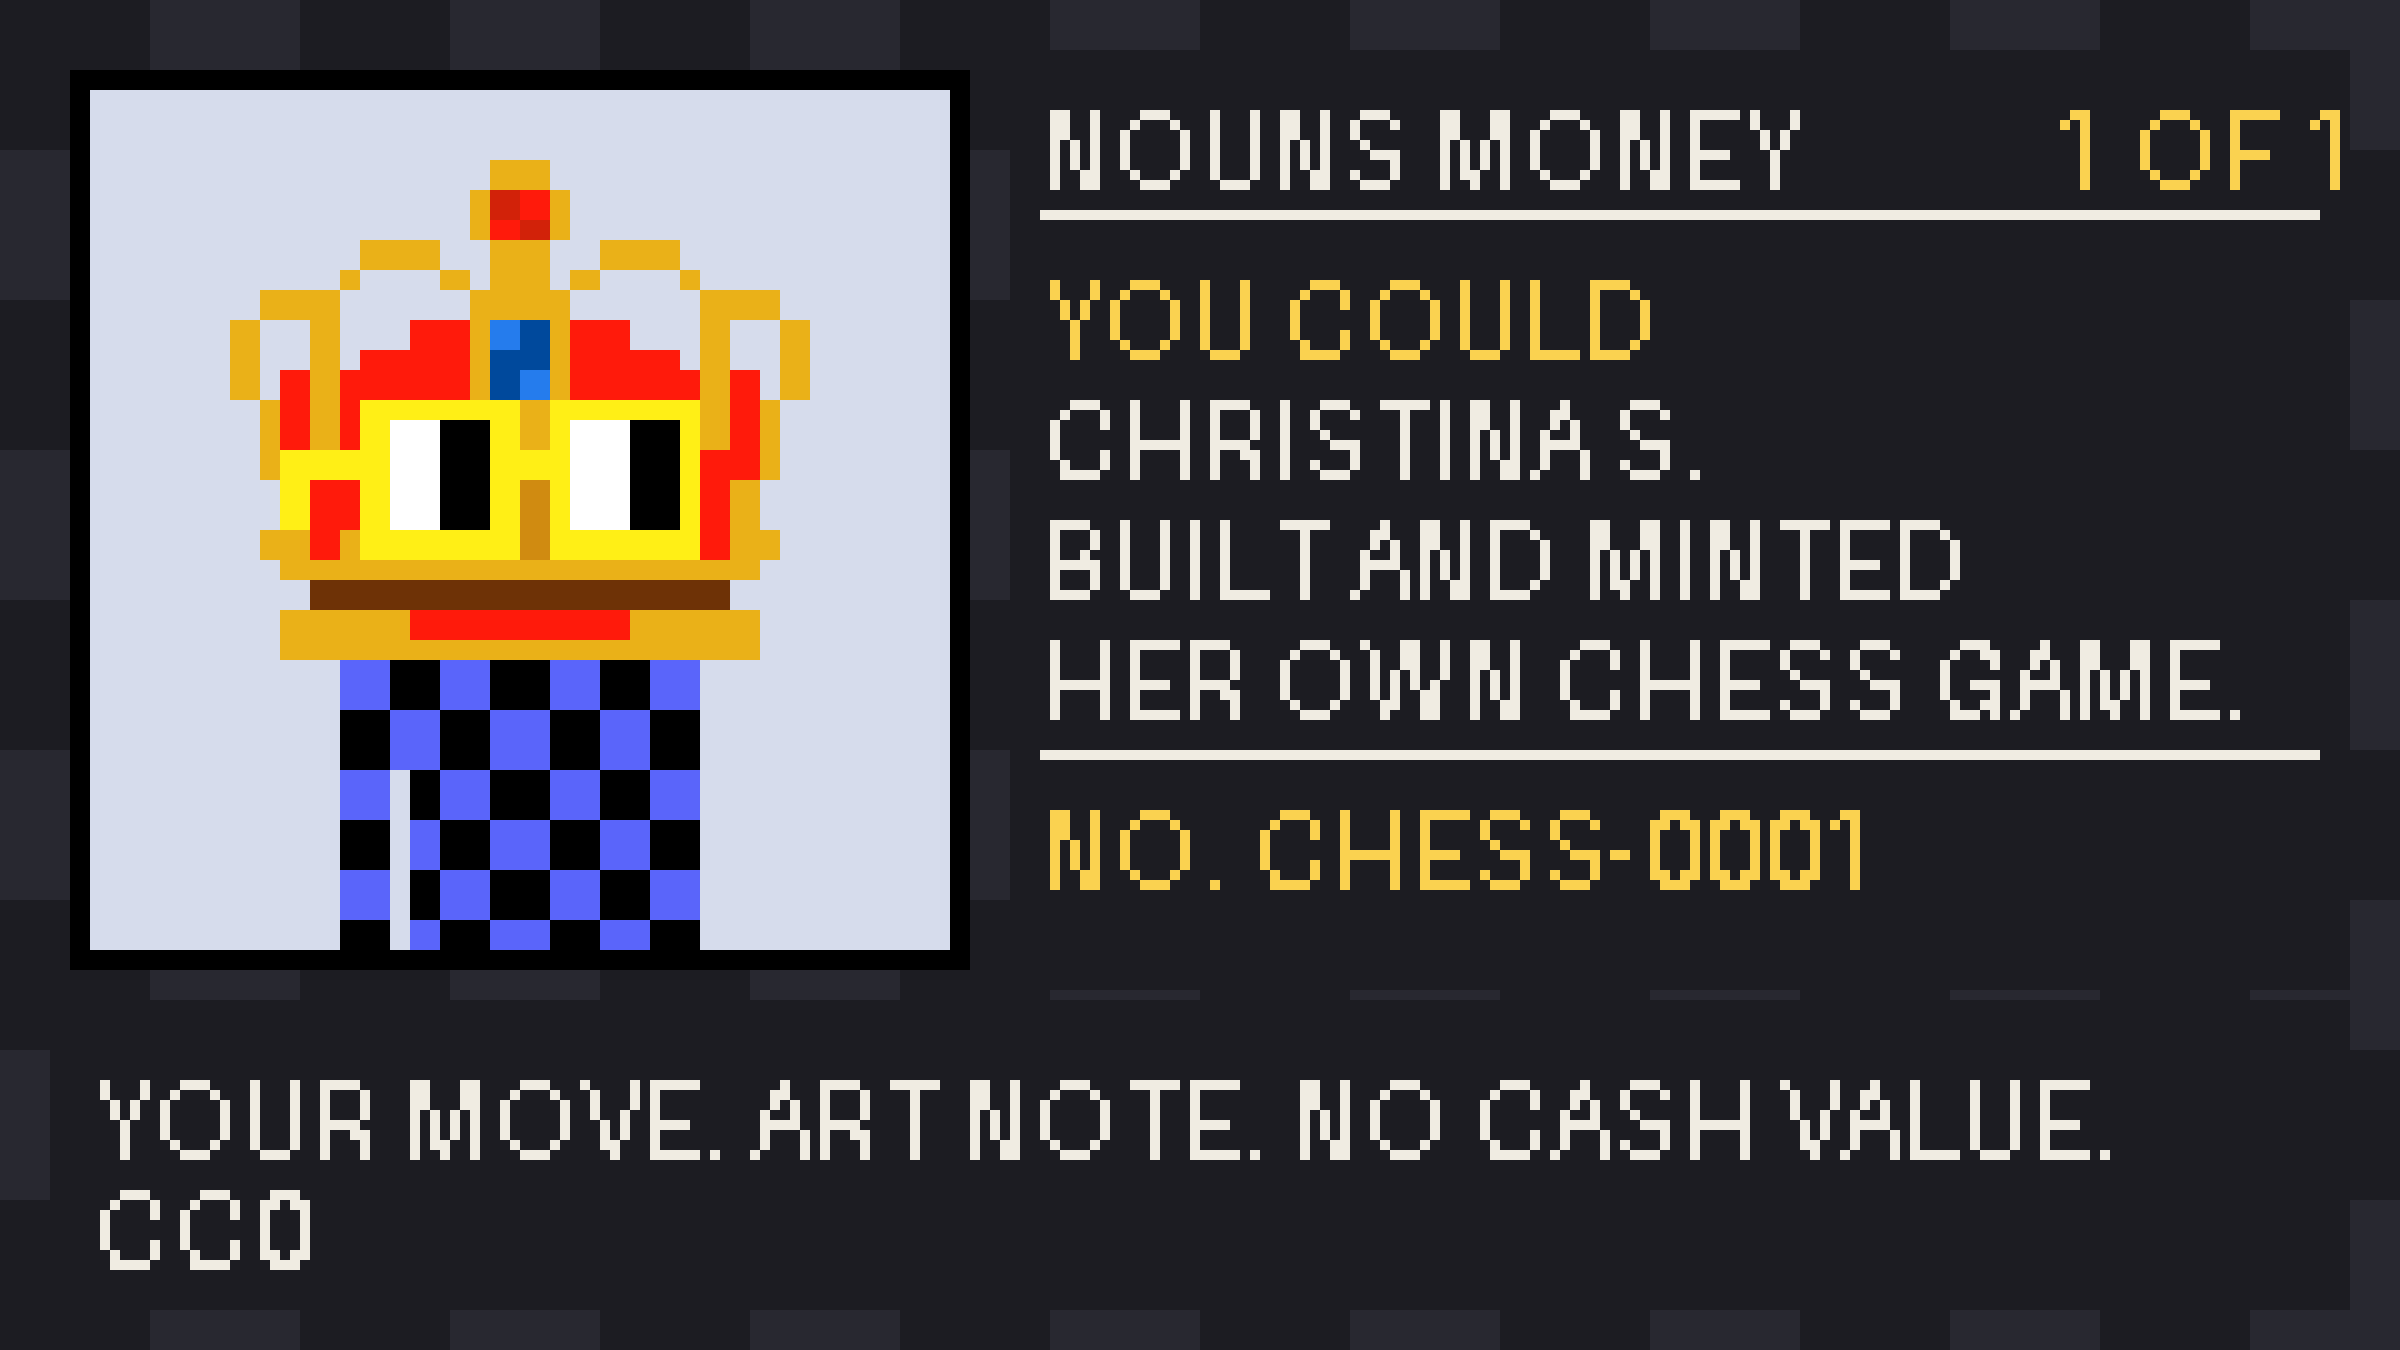 NOUNS MONEY 1 OF 1
YOU COULD
CHRISTINA S.
BUILT AND MINTED
HER OWN CHESS GAME.
NO. CHESS-0001
YOUR MOVE. ART NOTE. NO CASH VALUE.
CC0